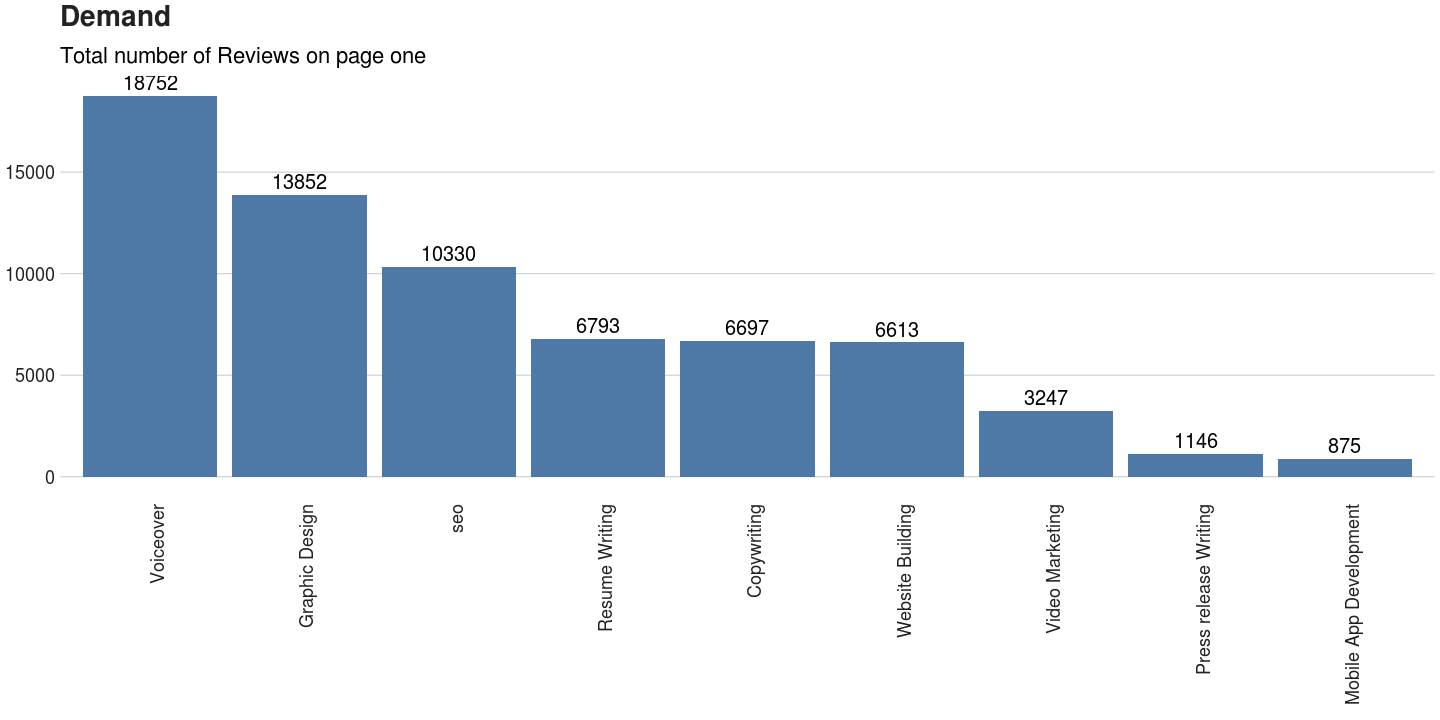 Demand
Total number of Reviews on page one
18752
13852
10330
6793
6697
6613
3247
1146
875
15000
10000
5000
0
Voiceover
Graphic Design
seo
Resume Writing
Copywriting
Website Building
Video Marketing
Press release Writing
Mobile App Development